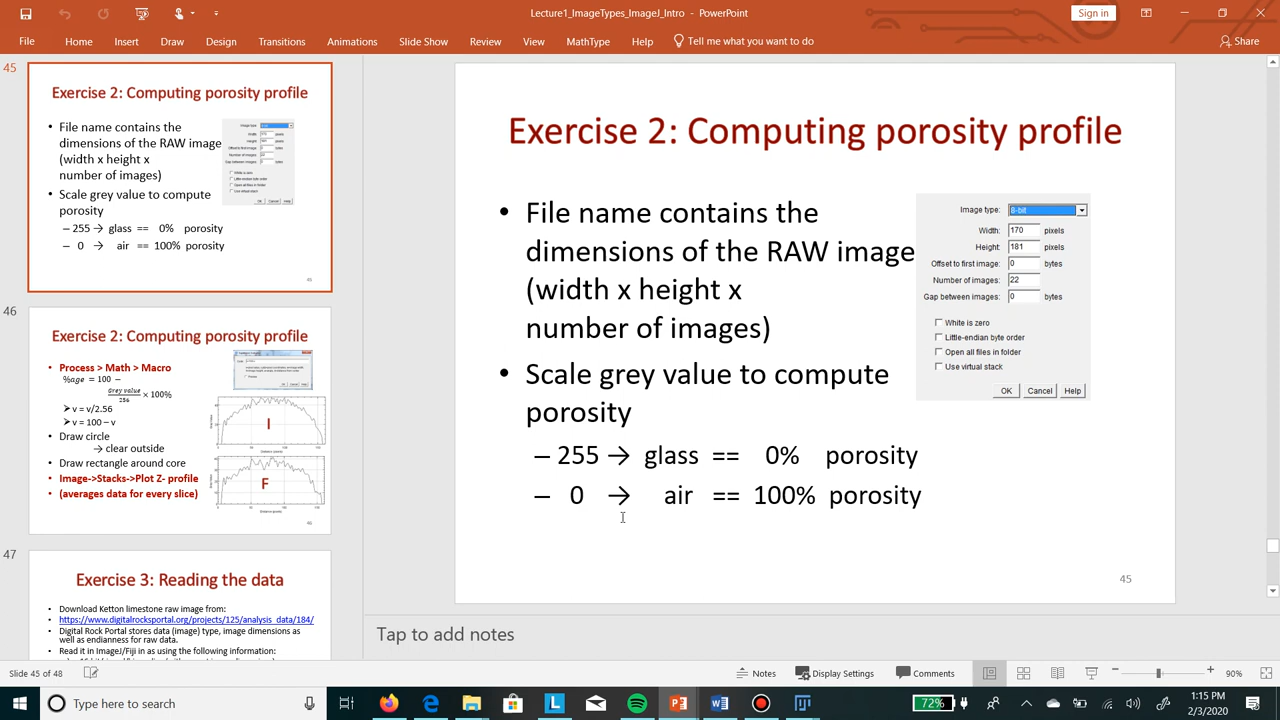 Lecture1_ImageTypes_ImageJ_Intro - PowerPoint
Sign in
File Home Insert Draw Design Transitions Animations Slide Show Review View MathType Help Tell me what you want to do
Share
45
Exercise 2: Computing porosity profile
• File name contains the
dimensions of the RAW image
(width x height x
number of images)
• Scale grey value to compute
porosity
– 255 → glass == 0% porosity
– 0 → air == 100% porosity
45
46
Exercise 2: Computing porosity profile
• Process > Math > Macro
%age = 100 –
Grey value
256
× 100%
➢ v = v/2.56
➢ v = 100 – v
• Draw circle
→ clear outside
• Draw rectangle around core
• Image->Stacks->Plot Z- profile
• (averages data for every slice)
I
F
46
47
Exercise 3: Reading the data
• Download Ketton limestone raw image from:
• https://www.digitalrocksportal.org/projects/125/analysis_data/184/
• Digital Rock Portal stores data (image) type, image dimensions as
well as endianness for raw data.
• Read it in ImageJ/Fiji in as using the following information:
Exercise 2: Computing porosity profile
• File name contains the
dimensions of the RAW image
(width x height x
number of images)
• Scale grey value to compute
porosity
– 255 → glass == 0% porosity
– 0 → air == 100% porosity
Image type: 8-bit
Width: 170 pixels
Height: 181 pixels
Offset to first image: 0 bytes
Number of images: 22
Gap between images: 0 bytes
White is zero
Little-endian byte order
Open all files in folder
Use virtual stack
OK Cancel Help
45
Tap to add notes
Slide 45 of 48
Notes Display Settings Comments
90%
Type here to search
72%
1:15 PM
2/3/2020